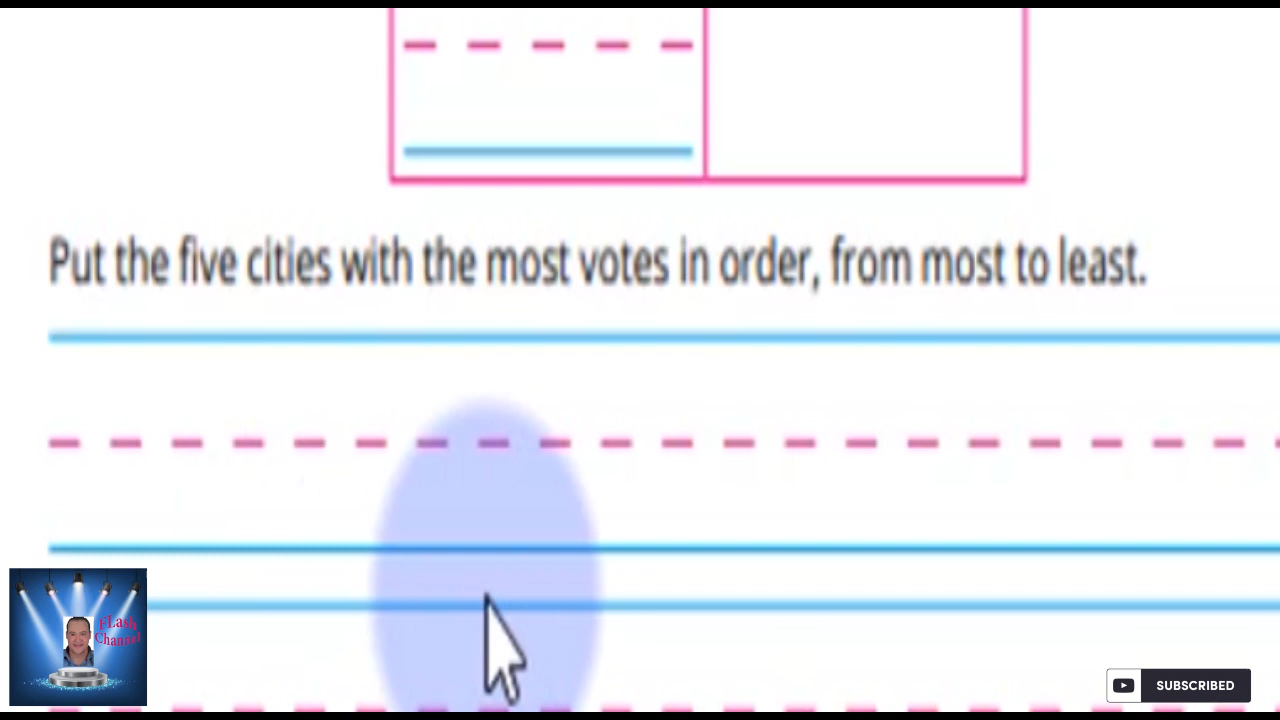 Put the five cities with the most votes in order, from most to least.
FLash
Channel
SUBSCRIBED